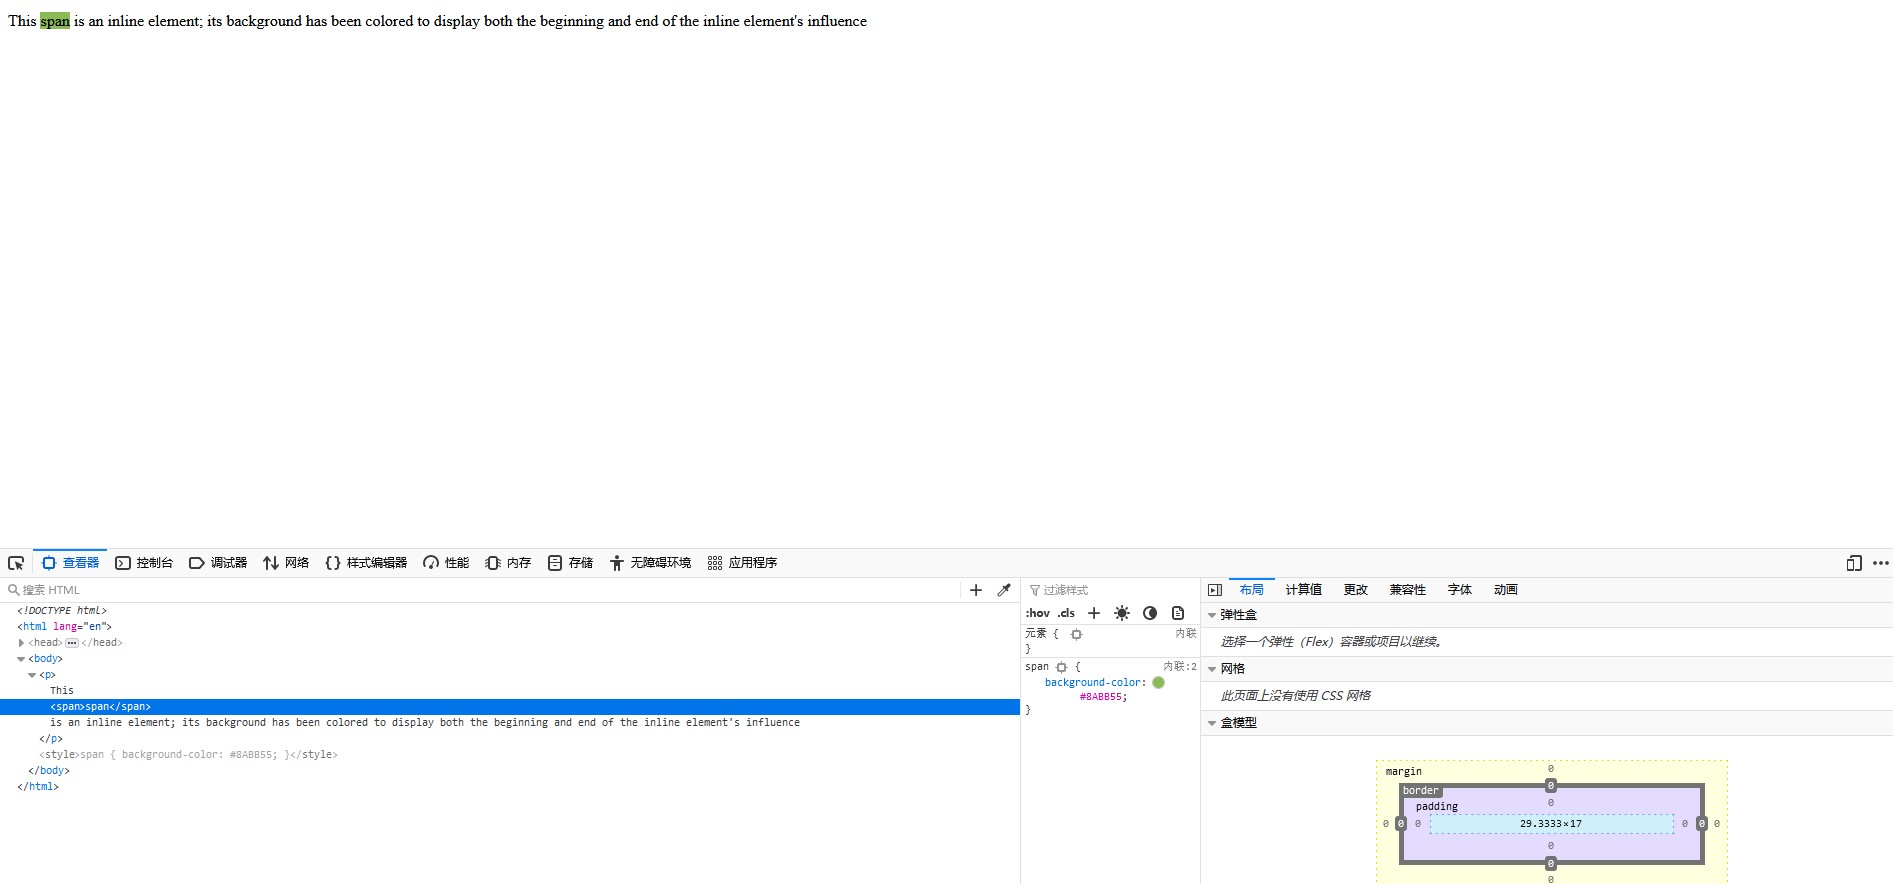 This span is an inline element; its background has been colored to display both the beginning and end of the inline element's influence
查看器 控制台 调试器 网络 样式编辑器 性能 内存 存储 无障碍环境 应用程序
搜索 HTML
<!DOCTYPE html>
<html lang="en">
<head> ••• </head>
<body>
<p>
This
<span>span</span>
is an inline element; its background has been colored to display both the beginning and end of the inline element's influence
</p>
<style>span { background-color: #8ABB55; }</style>
</body>
</html>
过滤样式
:hov .cls
元素 { 内联
}
span { 内联:2
background-color:
#8ABB55;
}
布局 计算值 更改 兼容性 字体 动画
弹性盒
选择一个弹性（Flex）容器或项目以继续。
网格
此页面上没有使用 CSS 网格
盒模型
margin 0
border 0
padding 0
0 0 0 29.3333×17 0 0 0
0
0
0